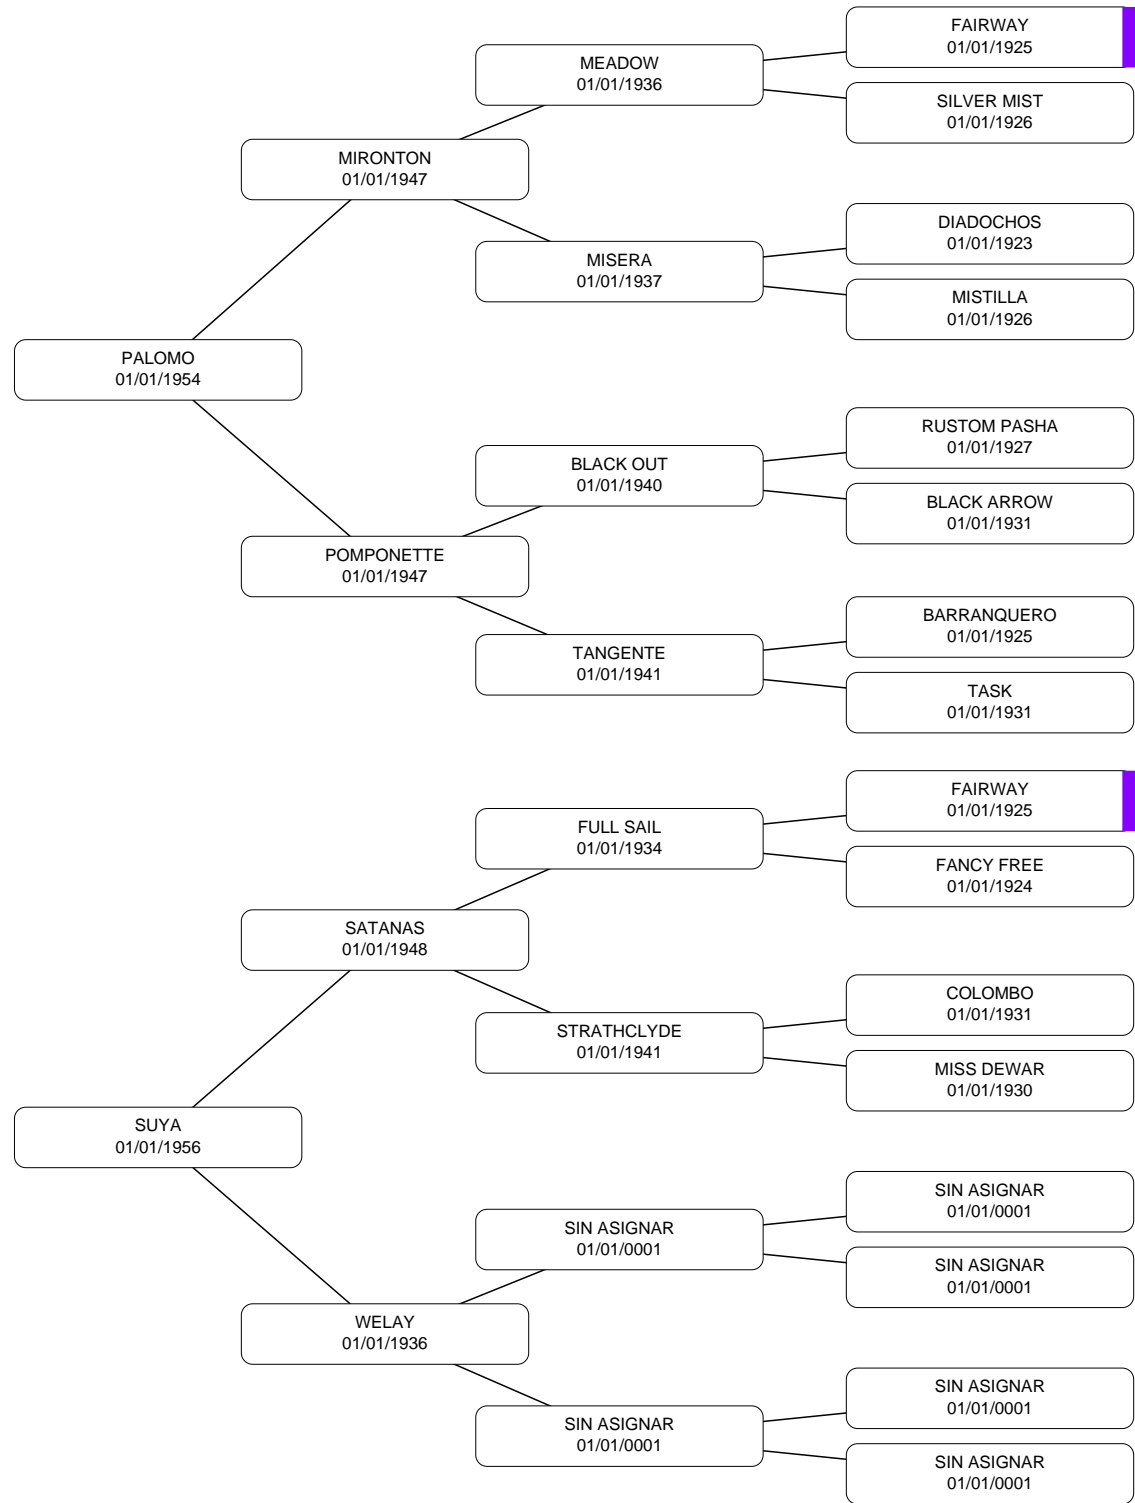 FAIRWAY
01/01/1925
MEADOW
01/01/1936
SILVER MIST
01/01/1926
MIRONTON
01/01/1947
DIADOCHOS
01/01/1923
MISERA
01/01/1937
MISTILLA
01/01/1926
PALOMO
01/01/1954
RUSTOM PASHA
01/01/1927
BLACK OUT
01/01/1940
BLACK ARROW
01/01/1931
POMPONETTE
01/01/1947
BARRANQUERO
01/01/1925
TANGENTE
01/01/1941
TASK
01/01/1931
FAIRWAY
01/01/1925
FULL SAIL
01/01/1934
FANCY FREE
01/01/1924
SATANAS
01/01/1948
COLOMBO
01/01/1931
STRATHCLYDE
01/01/1941
MISS DEWAR
01/01/1930
SUYA
01/01/1956
SIN ASIGNAR
01/01/0001
SIN ASIGNAR
01/01/0001
SIN ASIGNAR
01/01/0001
WELAY
01/01/1936
SIN ASIGNAR
01/01/0001
SIN ASIGNAR
01/01/0001
SIN ASIGNAR
01/01/0001